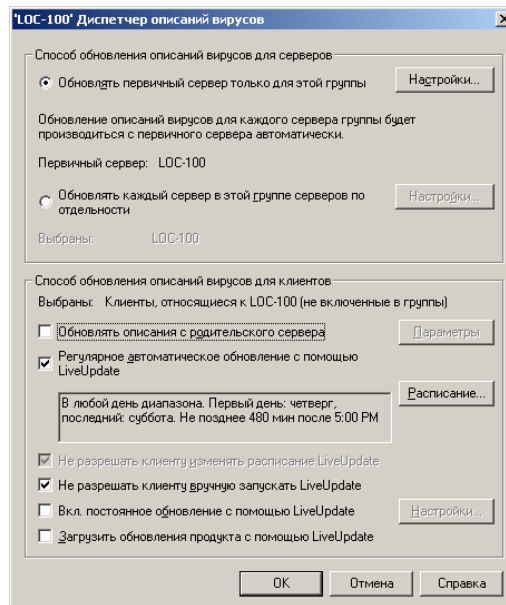 'LOC-100' Диспетчер описаний вирусов
Способ обновления описаний вирусов для серверов
Обновлять первичный сервер только для этой группы
Настройки...
Обновление описаний вирусов для каждого сервера группы будет
производиться с первичного сервера автоматически.
Первичный сервер: LOC-100
Обновлять каждый сервер в этой группе серверов по
отдельности
Настройки...
Выбраны: LOC-100
Способ обновления описаний вирусов для клиентов
Выбраны: Клиенты, относящиеся к LOC-100 (не включенные в группы)
Обновлять описания с родительского сервера
Параметры
Регулярное автоматическое обновление с помощью
LiveUpdate
В любой день диапазона. Первый день: четверг,
последний: суббота. Не позднее 480 мин после 5:00 PM
Расписание...
Не разрешать клиенту изменять расписание LiveUpdate
Не разрешать клиенту вручную запускать LiveUpdate
Вкл. постоянное обновление с помощью LiveUpdate
Настройки...
Загрузить обновления продукта с помощью LiveUpdate
OK
Отмена
Справка